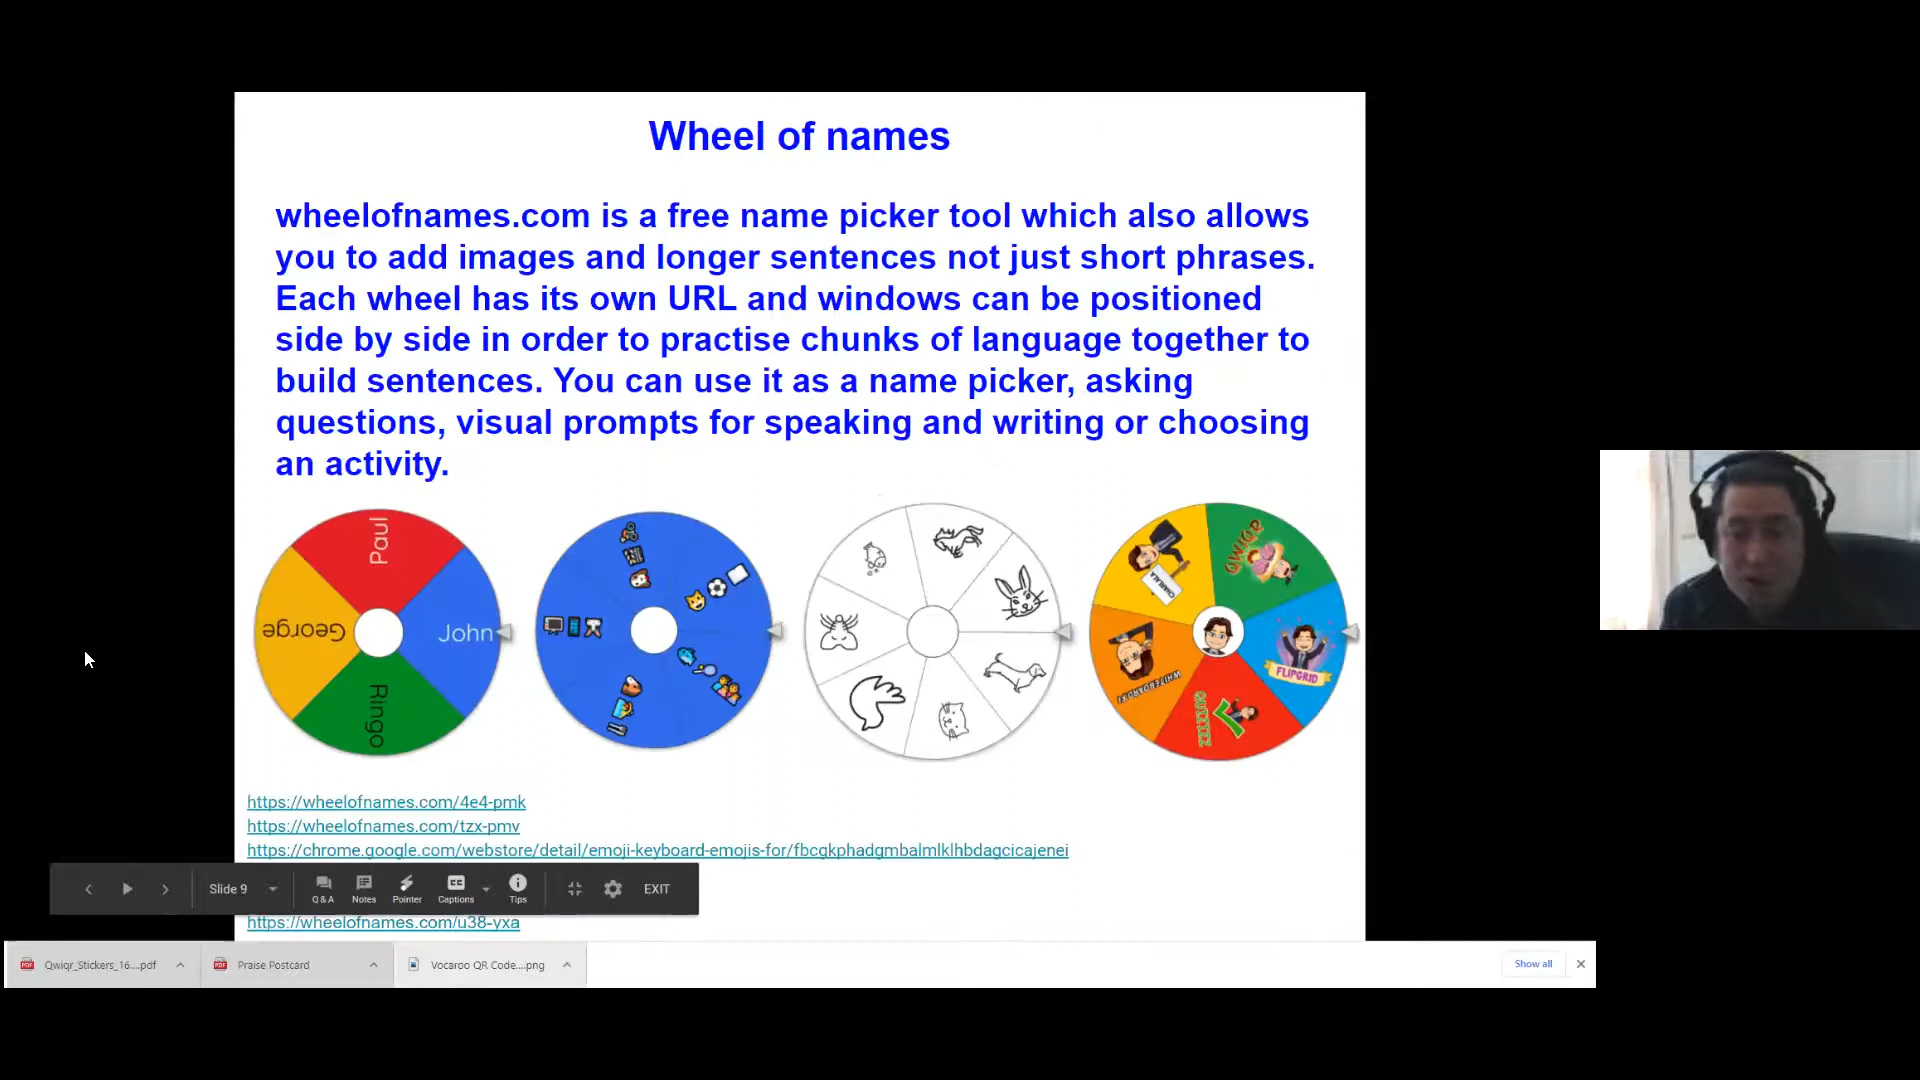 Wheel of names
wheelofnames.com is a free name picker tool which also allows
you to add images and longer sentences not just short phrases.
Each wheel has its own URL and windows can be positioned
side by side in order to practise chunks of language together to
build sentences. You can use it as a name picker, asking
questions, visual prompts for speaking and writing or choosing
an activity.
Paul
George
John
Ringo
QWIQR
FLIPGRID
WHITEBOARD.FI
QUIZIZZ
https://wheelofnames.com/4e4-pmk
https://wheelofnames.com/tzx-pmv
https://chrome.google.com/webstore/detail/emoji-keyboard-emojis-for/fbcgkphadgmbalmlklhbdagcicajenei
Slide 9
Q & A
Notes
Pointer
CC
Captions
Tips
EXIT
https://wheelofnames.com/u38-yxa
Qwiqr_Stickers_16....pdf
Praise Postcard
Vocaroo QR Code....png
Show all